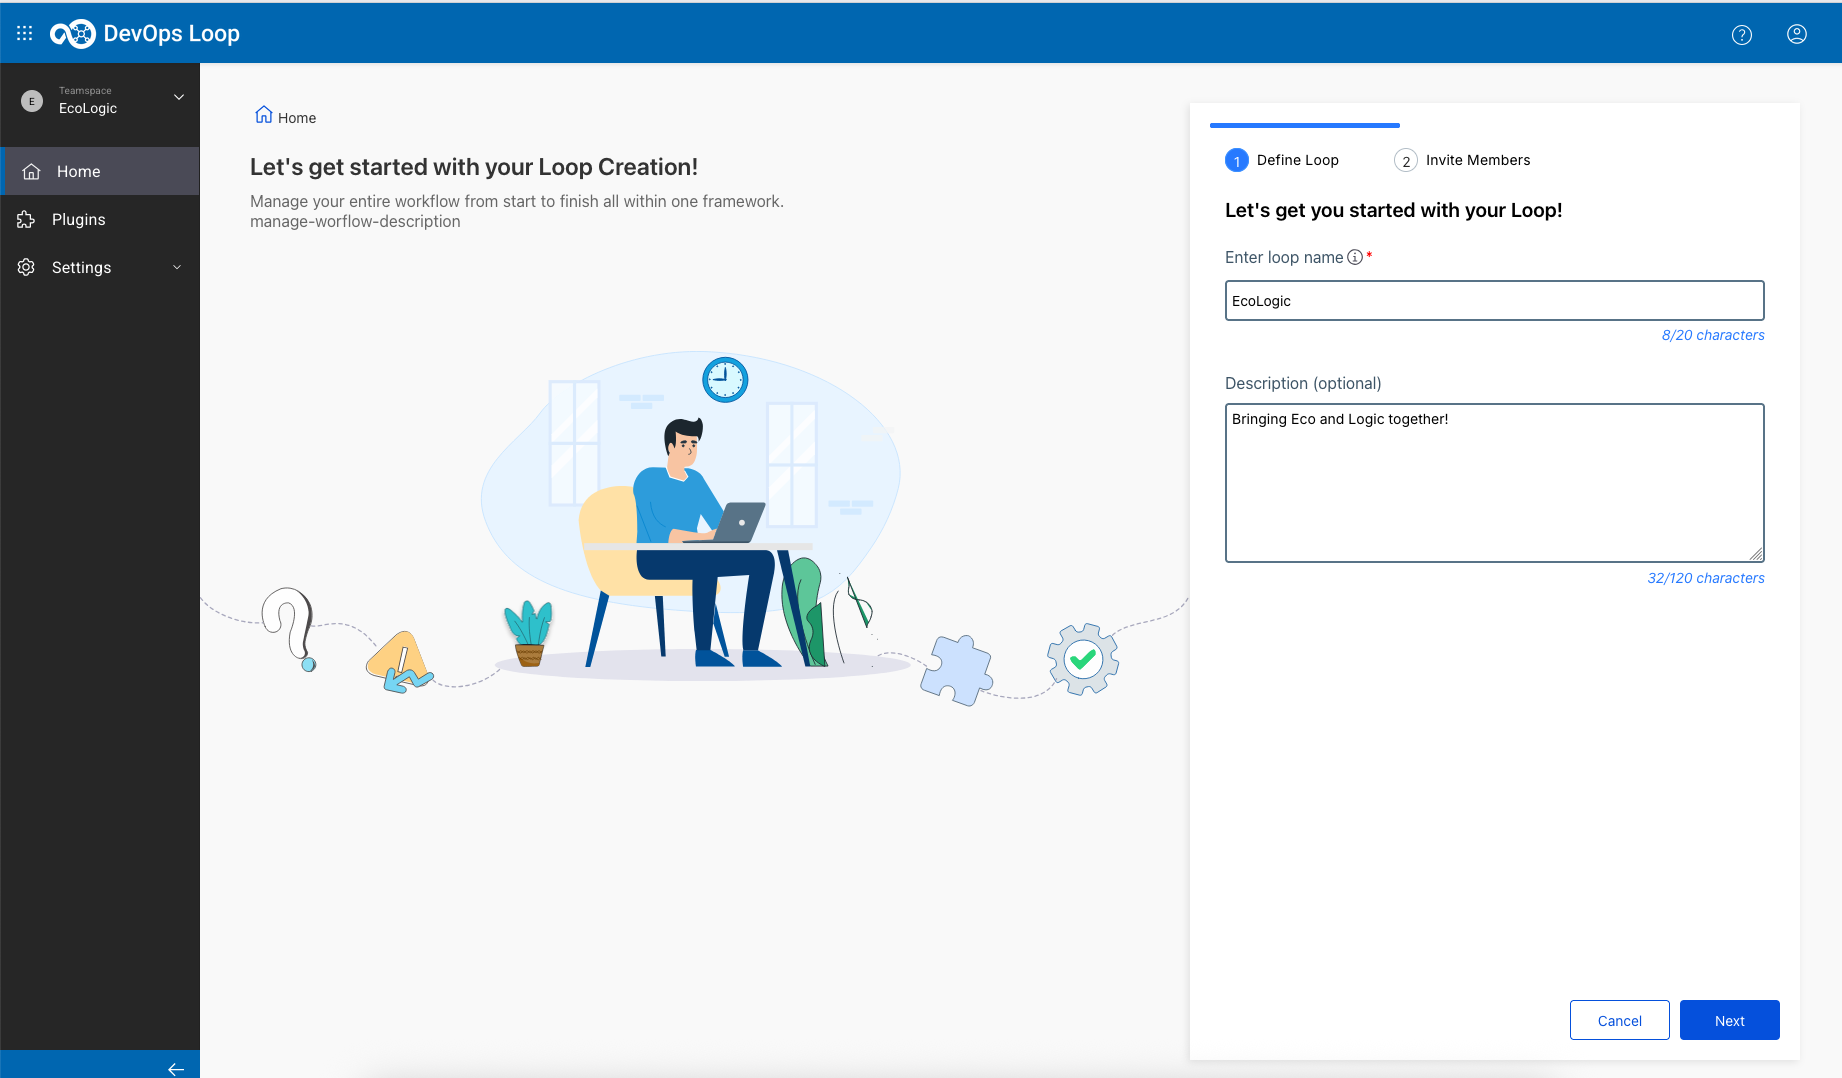 DevOps Loop
?
E
Teamspace
EcoLogic
Home
Plugins
Settings
Home
Let's get started with your Loop Creation!
Manage your entire workflow from start to finish all within one framework.
manage-worflow-description
1 Define Loop
2 Invite Members
Let's get you started with your Loop!
Enter loop name *
EcoLogic
8/20 characters
Description (optional)
Bringing Eco and Logic together!
32/120 characters
Cancel
Next